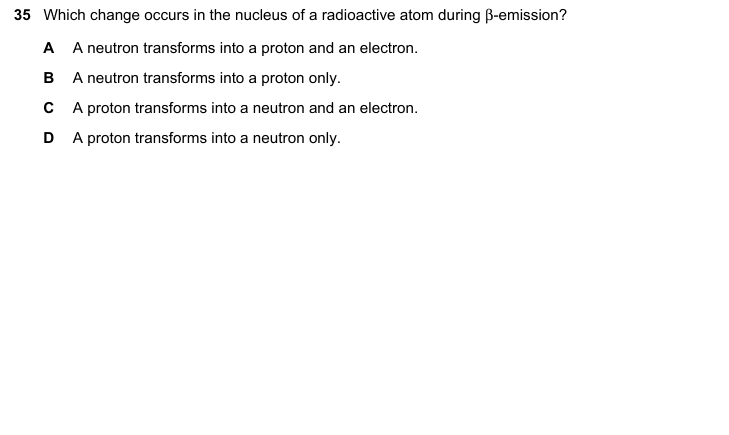 35 Which change occurs in the nucleus of a radioactive atom during β-emission?
A A neutron transforms into a proton and an electron.
B A neutron transforms into a proton only.
C A proton transforms into a neutron and an electron.
D A proton transforms into a neutron only.